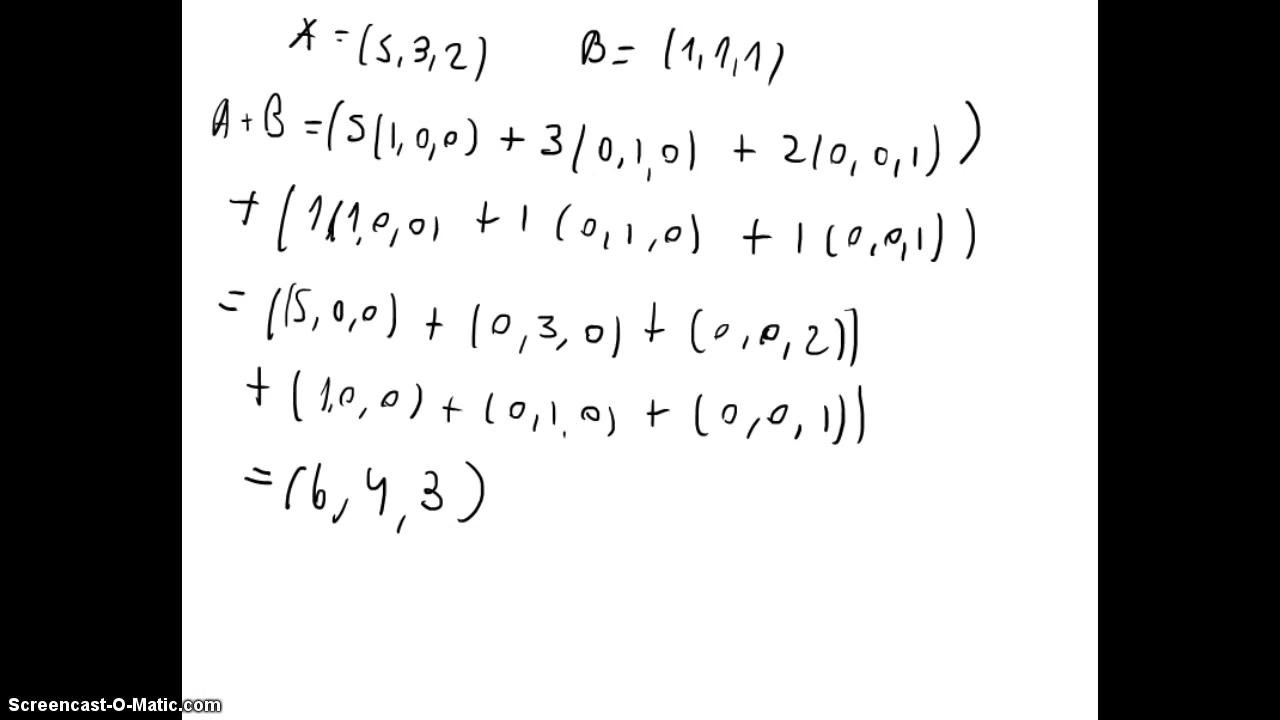 A = (5, 3, 2) B = (1, 1, 1)
A + B = (5(1, 0, 0) + 3(0, 1, 0) + 2(0, 0, 1))
+ (1(1, 0, 0) + 1 (0, 1, 0) + 1 (0, 0, 1))
= ((5, 0, 0) + (0, 3, 0) + (0, 0, 2))
+ (1, 0, 0) + (0, 1, 0) + (0, 0, 1))
= (6, 4, 3)
Screencast-O-Matic.com